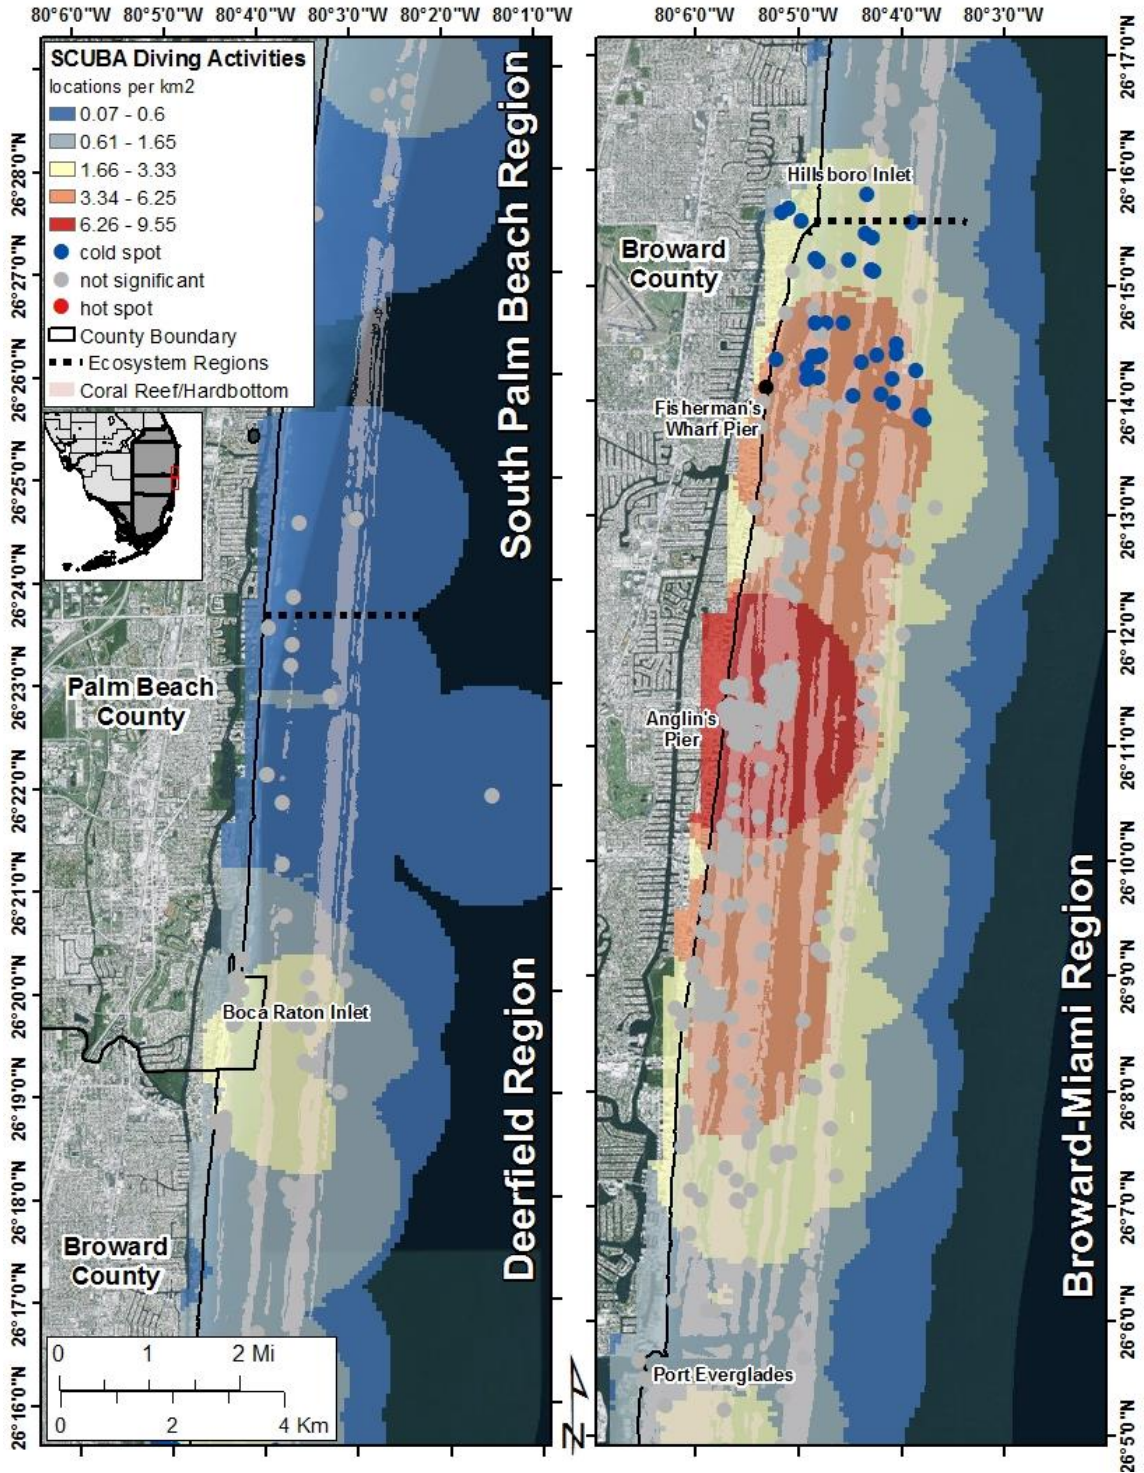 80°6'0"W 80°5'0"W 80°4'0"W 80°3'0"W 80°2'0"W 80°1'0"W
SCUBA Diving Activities
locations per km2
0.07 - 0.6
0.61 - 1.65
1.66 - 3.33
3.34 - 6.25
6.26 - 9.55
cold spot
not significant
hot spot
County Boundary
Ecosystem Regions
Coral Reef/Hardbottom
26°28'0"N
26°27'0"N
26°26'0"N
26°25'0"N
26°24'0"N
26°23'0"N
26°22'0"N
26°21'0"N
26°20'0"N
26°19'0"N
26°18'0"N
26°17'0"N
26°16'0"N
South Palm Beach Region
Palm Beach
County
Boca Raton Inlet
Deerfield Region
Broward
County
0 1 2 Mi
0 2 4 Km
N
80°6'0"W 80°5'0"W 80°4'0"W 80°3'0"W
Hillsboro Inlet
Broward
County
Fisherman's
Wharf Pier
Anglin's
Pier
Port Everglades
Broward-Miami Region
26°17'0"N
26°16'0"N
26°15'0"N
26°14'0"N
26°13'0"N
26°12'0"N
26°11'0"N
26°10'0"N
26°9'0"N
26°8'0"N
26°7'0"N
26°6'0"N
26°5'0"N